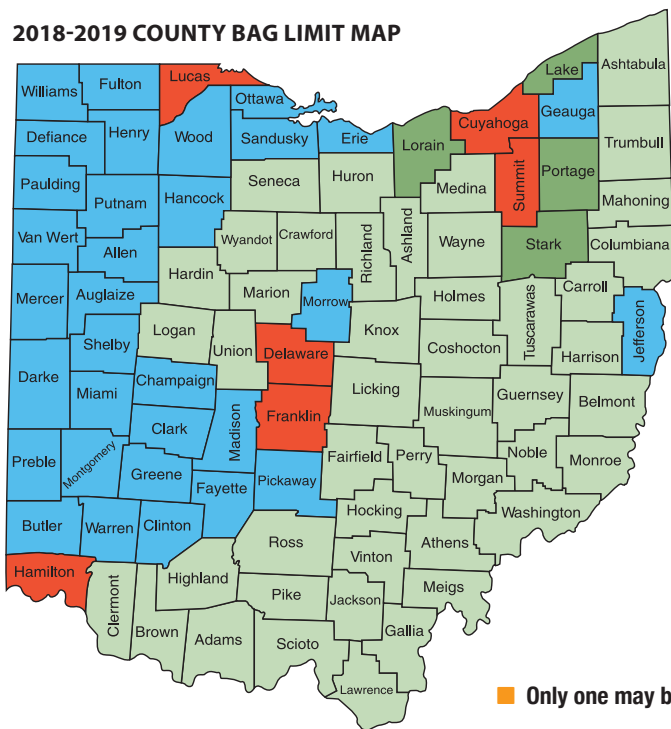 2018-2019 COUNTY BAG LIMIT MAP
Williams
Fulton
Lucas
Ottawa
Lake
Ashtabula
Geauga
Cuyahoga
Defiance
Henry
Wood
Sandusky
Erie
Lorain
Trumbull
Portage
Summit
Medina
Huron
Seneca
Hancock
Putnam
Paulding
Mahoning
Van Wert
Allen
Wyandot
Crawford
Richland
Ashland
Wayne
Stark
Columbiana
Hardin
Mercer
Auglaize
Marion
Morrow
Holmes
Tuscarawas
Carroll
Jefferson
Logan
Union
Knox
Shelby
Delaware
Coshocton
Harrison
Darke
Miami
Champaign
Licking
Guernsey
Belmont
Clark
Madison
Franklin
Muskingum
Preble
Montgomery
Greene
Fayette
Pickaway
Fairfield
Perry
Noble
Monroe
Morgan
Butler
Warren
Clinton
Hocking
Washington
Ross
Athens
Vinton
Hamilton
Clermont
Highland
Meigs
Pike
Jackson
Brown
Adams
Scioto
Gallia
Lawrence
Only one may b